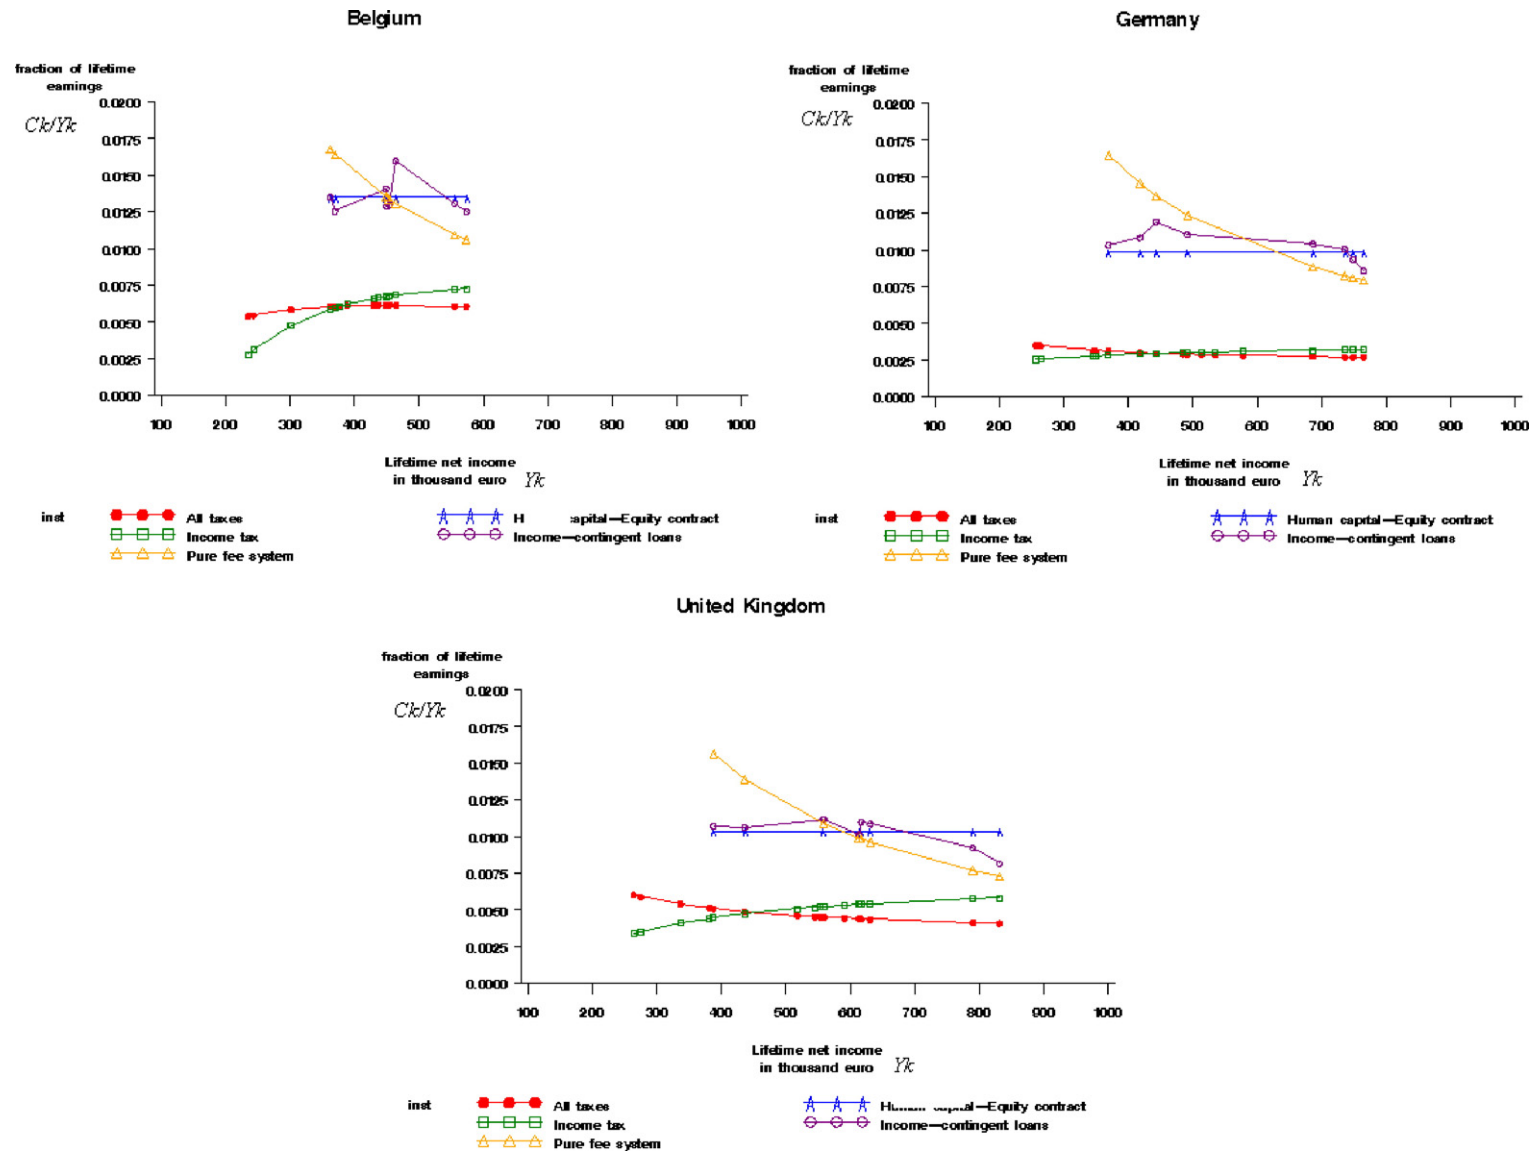 Belgium
fraction of lifetime
earnings
Ck/Yk
0.0200
0.0175
0.0150
0.0125
0.0100
0.0075
0.0050
0.0025
0.0000
100 200 300 400 500 600 700 800 900 1000
Lifetime net income
in thousand euro Yk
inst
All taxes
Income tax
Pure fee system
apital—Equity contract
Income—contingent loans
Germany
fraction of lifetime
earnings
Ck/Yk
0.0200
0.0175
0.0150
0.0125
0.0100
0.0075
0.0050
0.0025
0.0000
100 200 300 400 500 600 700 800 900 1000
Lifetime net income
in thousand euro Yk
inst
All taxes
Income tax
Pure fee system
Human capital—Equity contract
Income—contingent loans
United Kingdom
fraction of lifetime
earnings
Ck/Yk
0.0200
0.0175
0.0150
0.0125
0.0100
0.0075
0.0050
0.0025
0.0000
100 200 300 400 500 600 700 800 900 1000
Lifetime net income
in thousand euro Yk
inst
All taxes
Income tax
Pure fee system
Human capital—Equity contract
Income—contingent loans